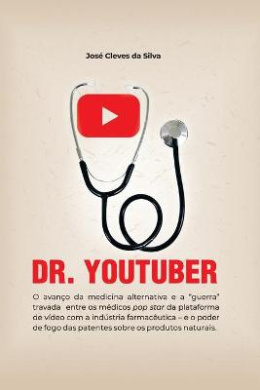 José Cleves da Silva
DR. YOUTUBER
O avanço da medicina alternativa e a "guerra"
travada entre os médicos pop star da plataforma
de vídeo com a indústria farmacêutica – e o poder
de fogo das patentes sobre os produtos naturais.